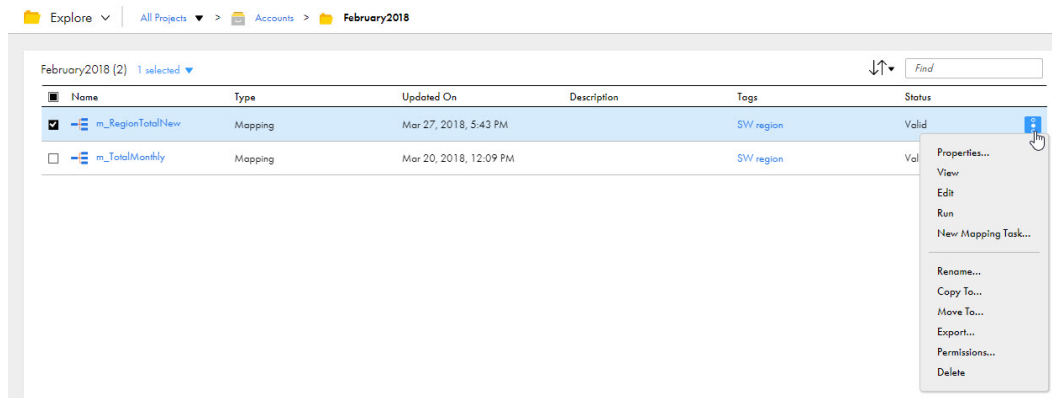 Explore All Projects > Accounts > February2018
February2018 (2) 1 selected Find
Name Type Updated On Description Tags Status
m_RegionTotalNew Mapping Mar 27, 2018, 5:43 PM SW region Valid
m_TotalMonthly Mapping Mar 20, 2018, 12:09 PM SW region Val
Properties...
View
Edit
Run
New Mapping Task...
Rename...
Copy To...
Move To...
Export...
Permissions...
Delete